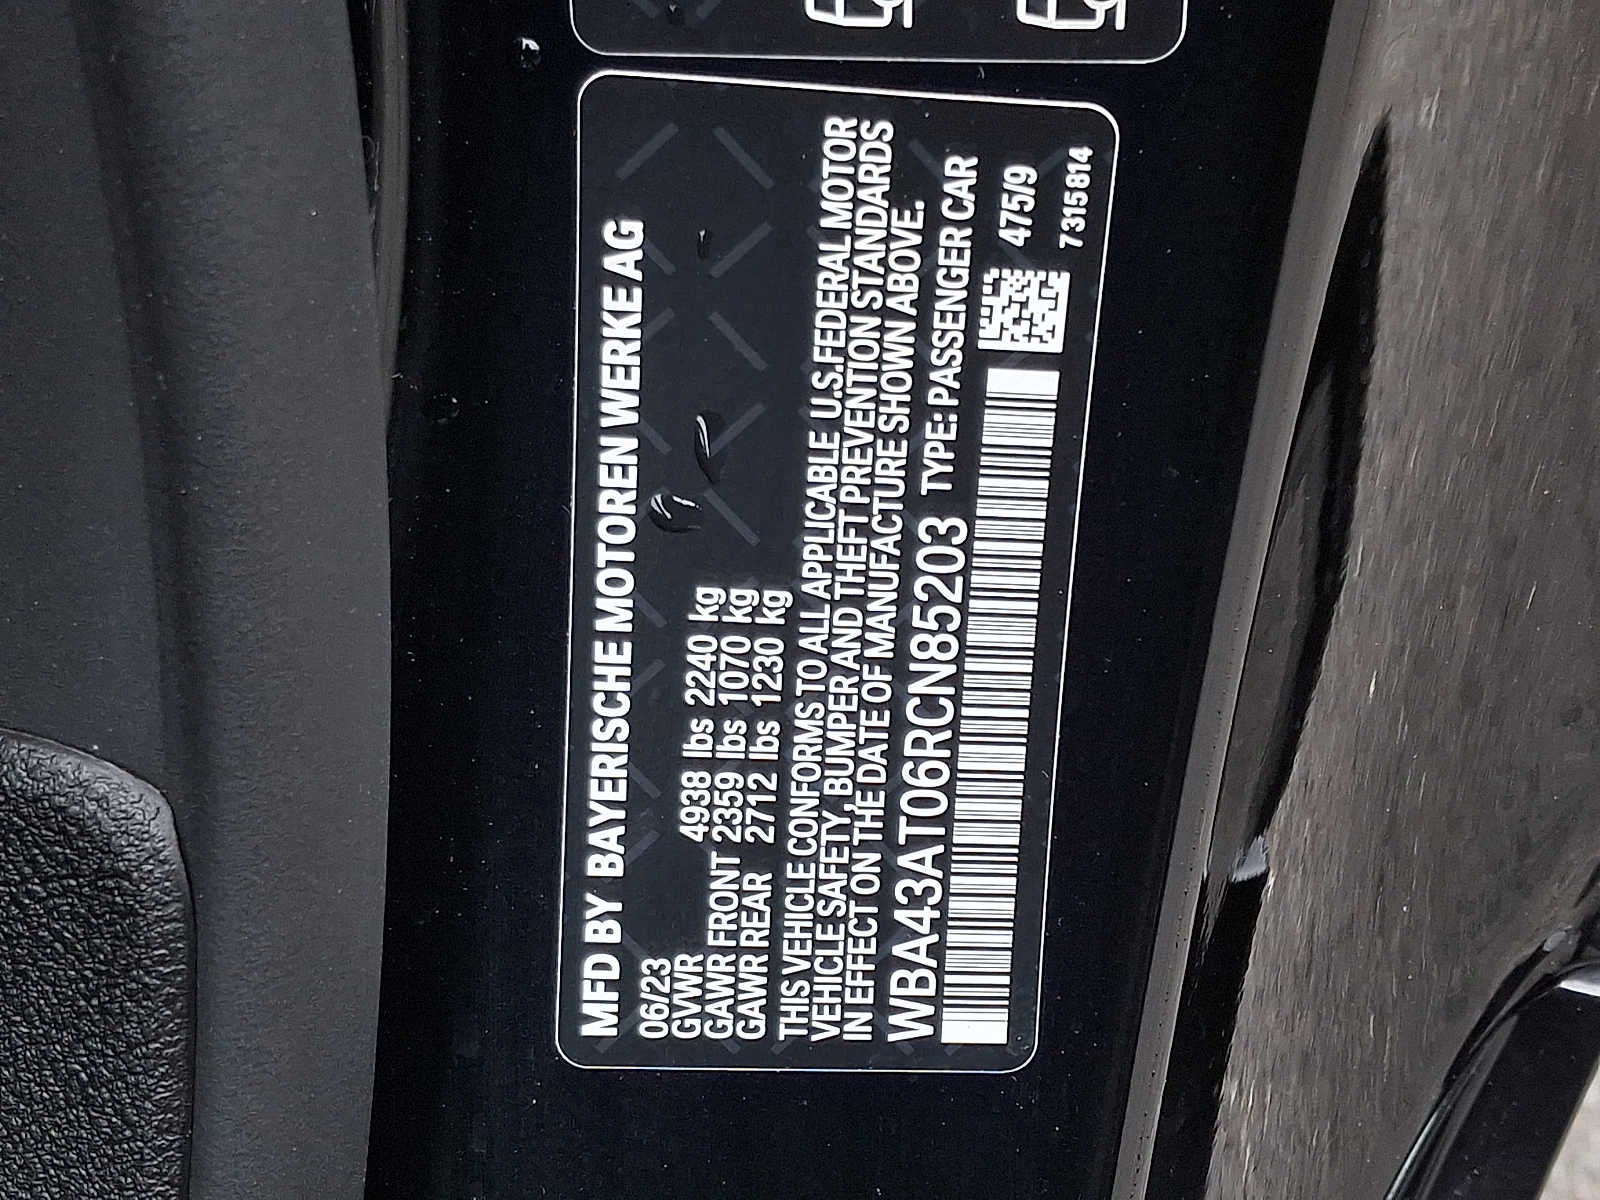 MFD BY BAYERISCHE MOTOREN WERKE AG
06/23
GVWR 4938 lbs 2240 kg
GAWR FRONT 2359 lbs 1070 kg
GAWR REAR 2712 lbs 1230 kg
THIS VEHICLE CONFORMS TO ALL APPLICABLE U.S.FEDERAL MOTOR
VEHICLE SAFETY, BUMPER AND THEFT PREVENTION STANDARDS
IN EFFECT ON THE DATE OF MANUFACTURE SHOWN ABOVE.
WBA43AT06RCN85203 TYPE: PASSENGER CAR
475/9
7315814